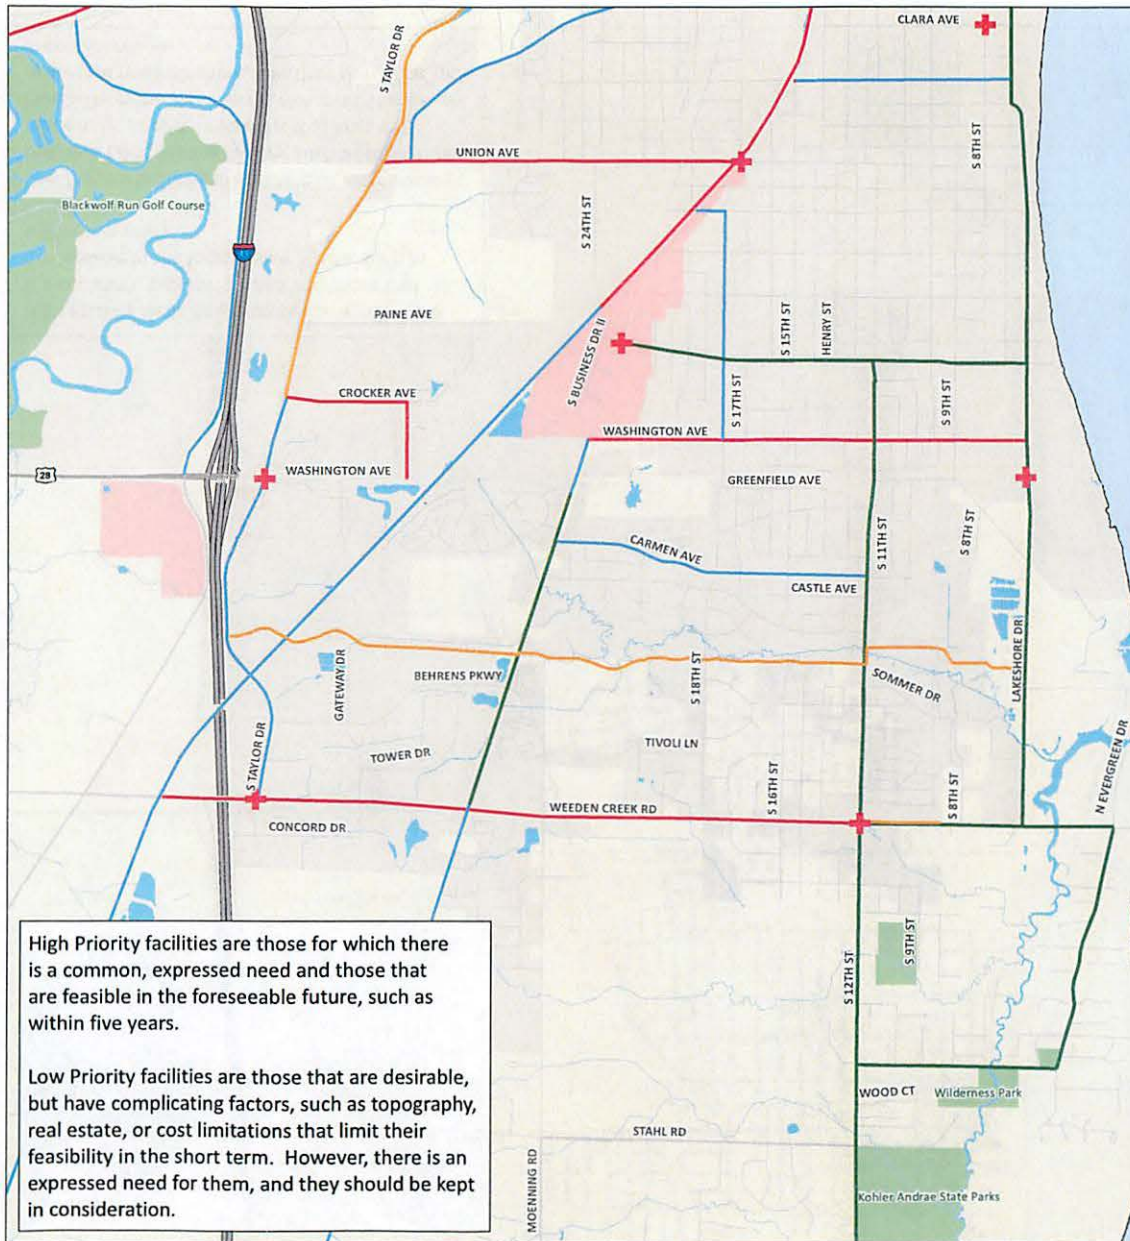 CLARA AVE
S TAYLOR DR
UNION AVE
S 8TH ST
Blackwolf Run Golf Course
S 24TH ST
PAINE AVE
S BUSINESS DR II
S 15TH ST
HENRY ST
CROCKER AVE
S 17TH ST
S 9TH ST
WASHINGTON AVE
28
WASHINGTON AVE
GREENFIELD AVE
CARMEN AVE
S 11TH ST
S 8TH ST
CASTLE AVE
LAKESHORE DR
GATEWAY DR
BEHRENS PKWY
S 18TH ST
SOMMER DR
S TAYLOR DR
TOWER DR
TIVOLI LN
S 16TH ST
N EVERGREEN DR
WEEDEN CREEK RD
S 8TH ST
CONCORD DR
S 9TH ST
S 12TH ST
WOOD CT
Wilderness Park
STAHL RD
MOENNING RD
Kohler Andrae State Parks
High Priority facilities are those for which there
is a common, expressed need and those that
are feasible in the foreseeable future, such as
within five years.
Low Priority facilities are those that are desirable,
but have complicating factors, such as topography,
real estate, or cost limitations that limit their
feasibility in the short term. However, there is an
expressed need for them, and they should be kept
in consideration.